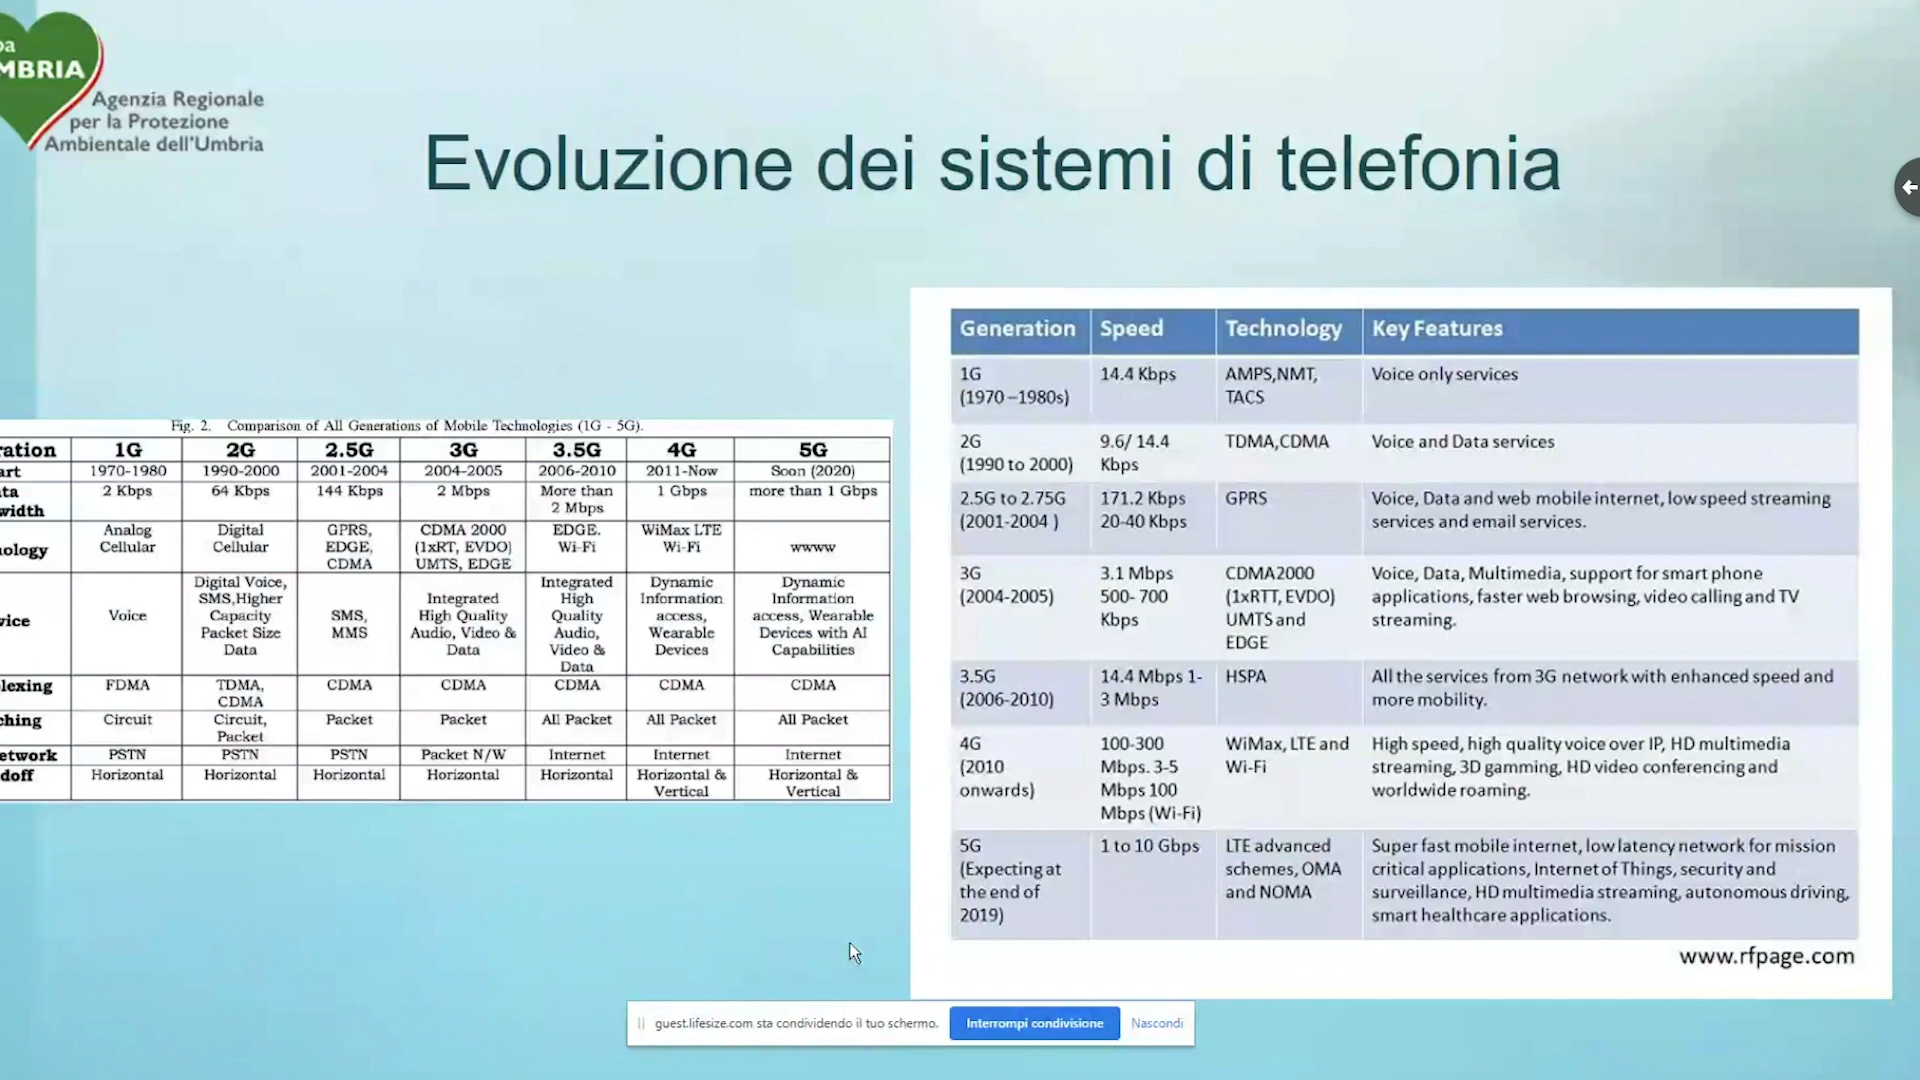 pa
MBRIA
Agenzia Regionale
per la Protezione
Ambientale dell'Umbria
Evoluzione dei sistemi di telefonia
Fig. 2. Comparison of All Generations of Mobile Technologies (1G - 5G).
ration 1G 2G 2.5G 3G 3.5G 4G 5G
art 1970-1980 1990-2000 2001-2004 2004-2005 2006-2010 2011-Now Soon (2020)
ta 2 Kbps 64 Kbps 144 Kbps 2 Mbps More than 1 Gbps more than 1 Gbps
width 2 Mbps
Analog Digital GPRS, CDMA 2000 EDGE. WiMax LTE
nology Cellular Cellular EDGE, (1xRT, EVDO) Wi-Fi Wi-Fi wwww
CDMA UMTS, EDGE
Digital Voice, Integrated Dynamic Dynamic
SMS,Higher Integrated High Information Information
vice Voice Capacity SMS, High Quality Quality access, access, Wearable
Packet Size MMS Audio, Video & Audio, Wearable Devices with AI
Data Data Video & Devices Capabilities
Data
lexing FDMA TDMA, CDMA CDMA CDMA CDMA CDMA
CDMA
hing Circuit Circuit, Packet Packet All Packet All Packet All Packet
Packet
etwork PSTN PSTN PSTN Packet N/W Internet Internet Internet
doff Horizontal Horizontal Horizontal Horizontal Horizontal Horizontal & Horizontal &
Vertical Vertical
Generation Speed Technology Key Features
1G 14.4 Kbps AMPS,NMT, Voice only services
(1970–1980s) TACS
2G 9.6/ 14.4 TDMA,CDMA Voice and Data services
(1990 to 2000) Kbps
2.5G to 2.75G 171.2 Kbps GPRS Voice, Data and web mobile internet, low speed streaming
(2001-2004 ) 20-40 Kbps services and email services.
3G 3.1 Mbps CDMA2000 Voice, Data, Multimedia, support for smart phone
(2004-2005) 500- 700 (1xRTT, EVDO) applications, faster web browsing, video calling and TV
Kbps UMTS and streaming.
EDGE
3.5G 14.4 Mbps 1- HSPA All the services from 3G network with enhanced speed and
(2006-2010) 3 Mbps more mobility.
4G 100-300 WiMax, LTE and High speed, high quality voice over IP, HD multimedia
(2010 Mbps. 3-5 Wi-Fi streaming, 3D gamming, HD video conferencing and
onwards) Mbps 100 worldwide roaming.
Mbps (Wi-Fi)
5G 1 to 10 Gbps LTE advanced Super fast mobile internet, low latency network for mission
(Expecting at schemes, OMA critical applications, Internet of Things, security and
the end of and NOMA surveillance, HD multimedia streaming, autonomous driving,
2019) smart healthcare applications.
www.rfpage.com
guest.lifesize.com sta condividendo il tuo schermo. Interrompi condivisione Nascondi